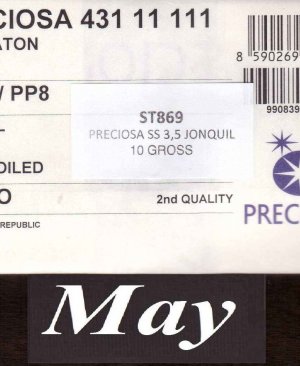 CIOSA 431 11 111
ATON
8 590269
/ PP8
ST869
PRECIOSA SS 3,5 JONQUIL
10 GROSS
990839
OILED
O
2nd QUALITY
PREC
REPUBLIC
May